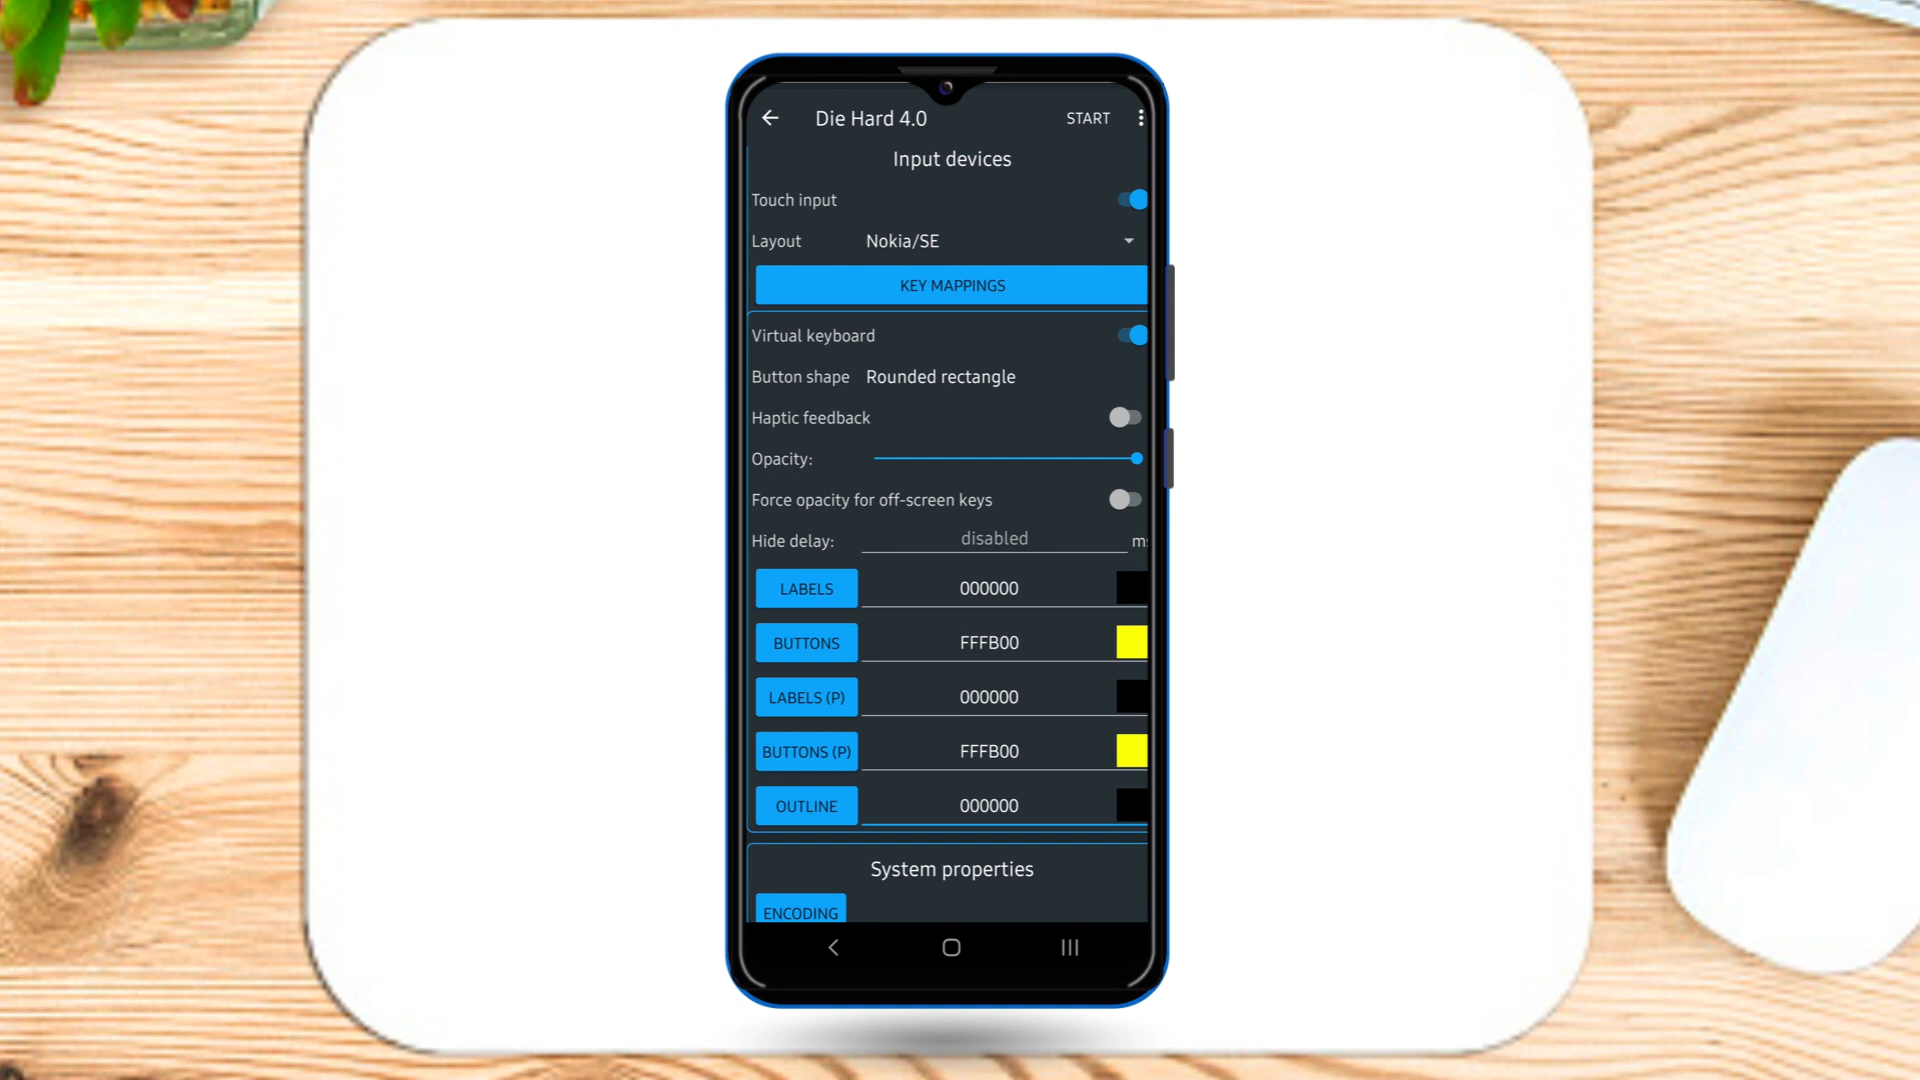 Die Hard 4.0 START
Input devices
Touch input
Layout Nokia/SE
KEY MAPPINGS
Virtual keyboard
Button shape Rounded rectangle
Haptic feedback
Opacity:
Force opacity for off-screen keys
Hide delay: disabled
LABELS 000000
BUTTONS FFFB00
LABELS (P) 000000
BUTTONS (P) FFFB00
OUTLINE 000000
System properties
ENCODING